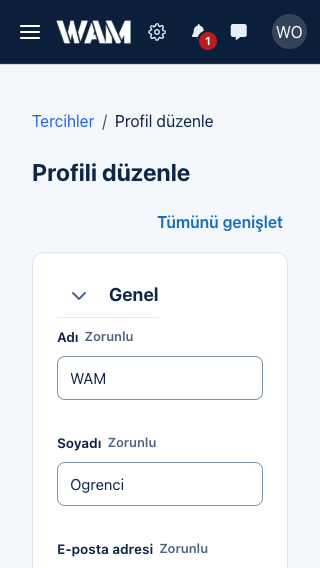 WAM
1
WO
Tercihler / Profil düzenle
Profili düzenle
Tümünü genişlet
Genel
Adı Zorunlu
WAM
Soyadı Zorunlu
Ogrenci
E-posta adresi Zorunlu